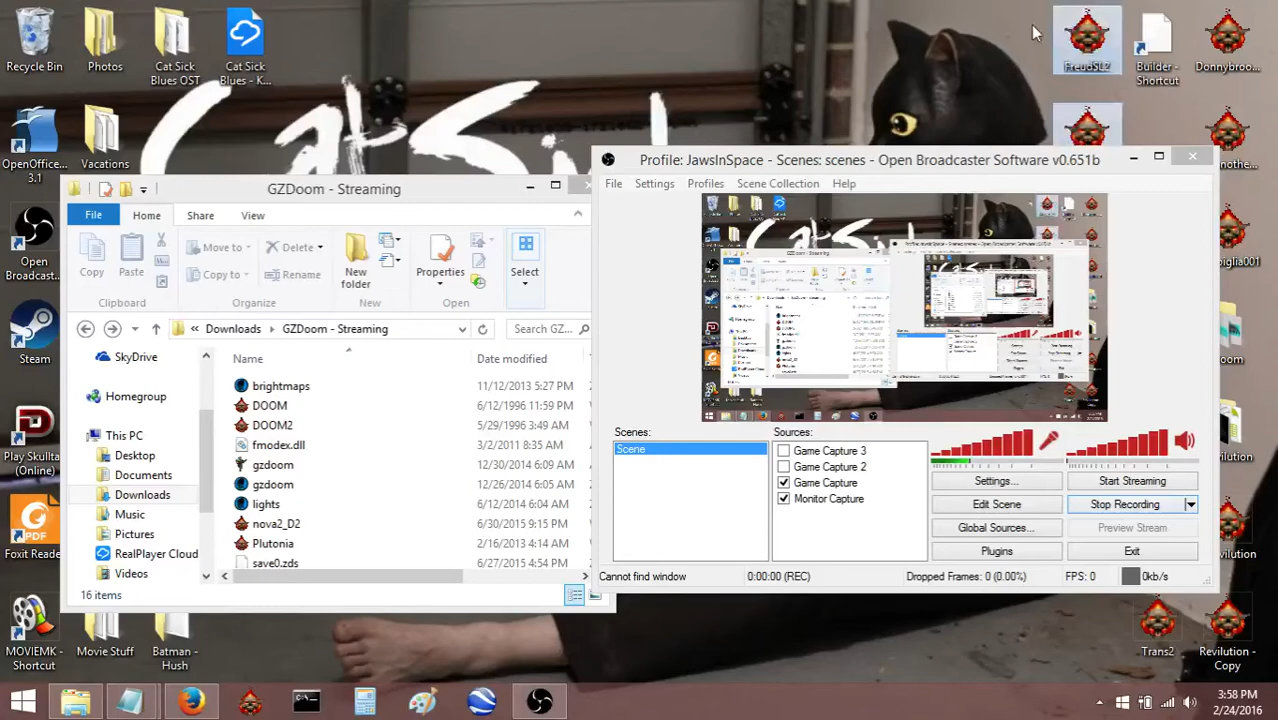 Recycle Bin
Photos
Cat Sick
Blues OST
Cat Sick
Blues - K...
FreudSL2
Builder -
Shortcut
Donnybroo...
OpenOffice...
3.1
Vacations
Open
Broadcast...
Steam
Play Skullta
(Online)
Foxit Reade
MOVIEMK -
Shortcut
Movie Stuff
Batman -
Hush
Trans2
Revilution -
Copy
GZDoom - Streaming
File
Home
Share
View
Copy
Paste
Move to
Copy to
Delete
Rename
New
folder
Properties
Select
Clipboard
Organize
New
Open
« Downloads
GZDoom - Streaming
Search GZ...
SkyDrive
Homegroup
This PC
Desktop
Documents
Downloads
Music
Pictures
RealPlayer Cloud
Videos
Name
Date modified
brightmaps 11/12/2013 5:27 PM
DOOM 12/12/1996 11:59 PM
DOOM2 5/29/1996 3:49 AM
fmodex.dll 3/2/2011 8:35 AM
gzdoom 12/30/2014 6:09 AM
gzdoom 12/26/2014 6:05 AM
lights 6/12/2014 6:04 AM
nova2_D2 6/30/2015 9:15 PM
Plutonia 2/16/2013 4:14 AM
save0.zds 6/27/2015 4:54 PM
16 items
Profile: JawsInSpace - Scenes: scenes - Open Broadcaster Software v0.651b
File
Settings
Profiles
Scene Collection
Help
Scenes:
Sources:
Scene
Game Capture 3
Game Capture 2
Game Capture
Monitor Capture
Settings...
Start Streaming
Edit Scene
Stop Recording
Global Sources...
Preview Stream
Plugins
Exit
Cannot find window
0:00:00 (REC)
Dropped Frames: 0 (0.00%)
FPS: 0
0kb/s
3:58 PM
2/24/2016